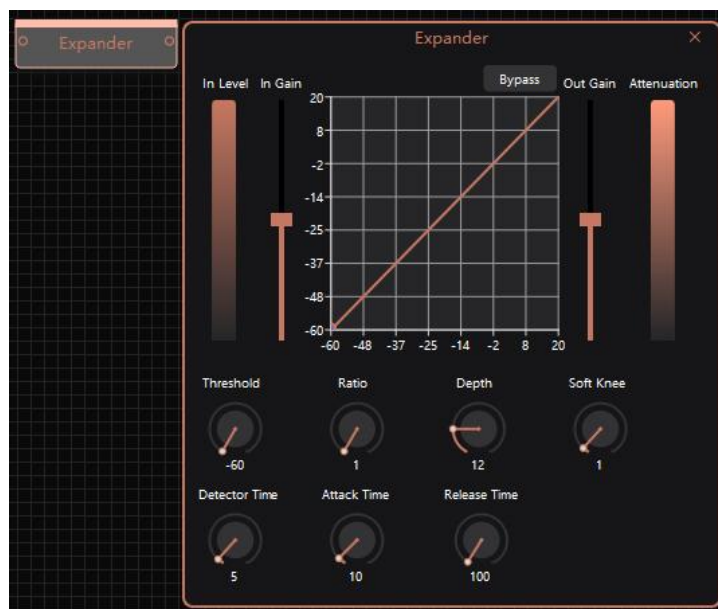 Expander
Expander ×
Bypass
In Level In Gain Out Gain Attenuation
20
8
-2
-14
-25
-37
-48
-60
-60 -48 -37 -25 -14 -2 8 20
Threshold Ratio Depth Soft Knee
-60 1 12 1
Detector Time Attack Time Release Time
5 10 100